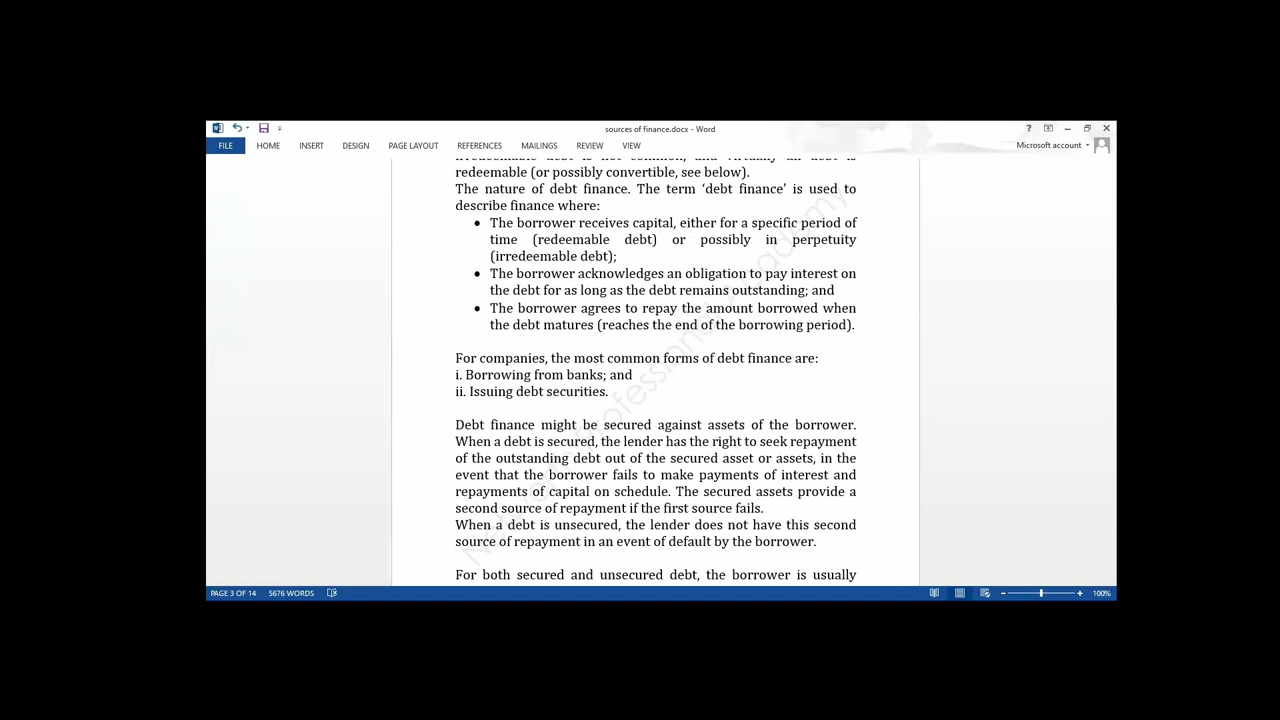 sources of finance.docx - Word
?
FILE HOME INSERT DESIGN PAGE LAYOUT REFERENCES MAILINGS REVIEW VIEW Microsoft account
irredeemable debt is not common, and virtually all debt is
redeemable (or possibly convertible, see below).
The nature of debt finance. The term ‘debt finance’ is used to
describe finance where:
• The borrower receives capital, either for a specific period of
time (redeemable debt) or possibly in perpetuity
(irredeemable debt);
• The borrower acknowledges an obligation to pay interest on
the debt for as long as the debt remains outstanding; and
• The borrower agrees to repay the amount borrowed when
the debt matures (reaches the end of the borrowing period).
For companies, the most common forms of debt finance are:
i. Borrowing from banks; and
ii. Issuing debt securities.
Debt finance might be secured against assets of the borrower.
When a debt is secured, the lender has the right to seek repayment
of the outstanding debt out of the secured asset or assets, in the
event that the borrower fails to make payments of interest and
repayments of capital on schedule. The secured assets provide a
second source of repayment if the first source fails.
When a debt is unsecured, the lender does not have this second
source of repayment in an event of default by the borrower.
For both secured and unsecured debt, the borrower is usually
PAGE 3 OF 14 5676 WORDS 100%